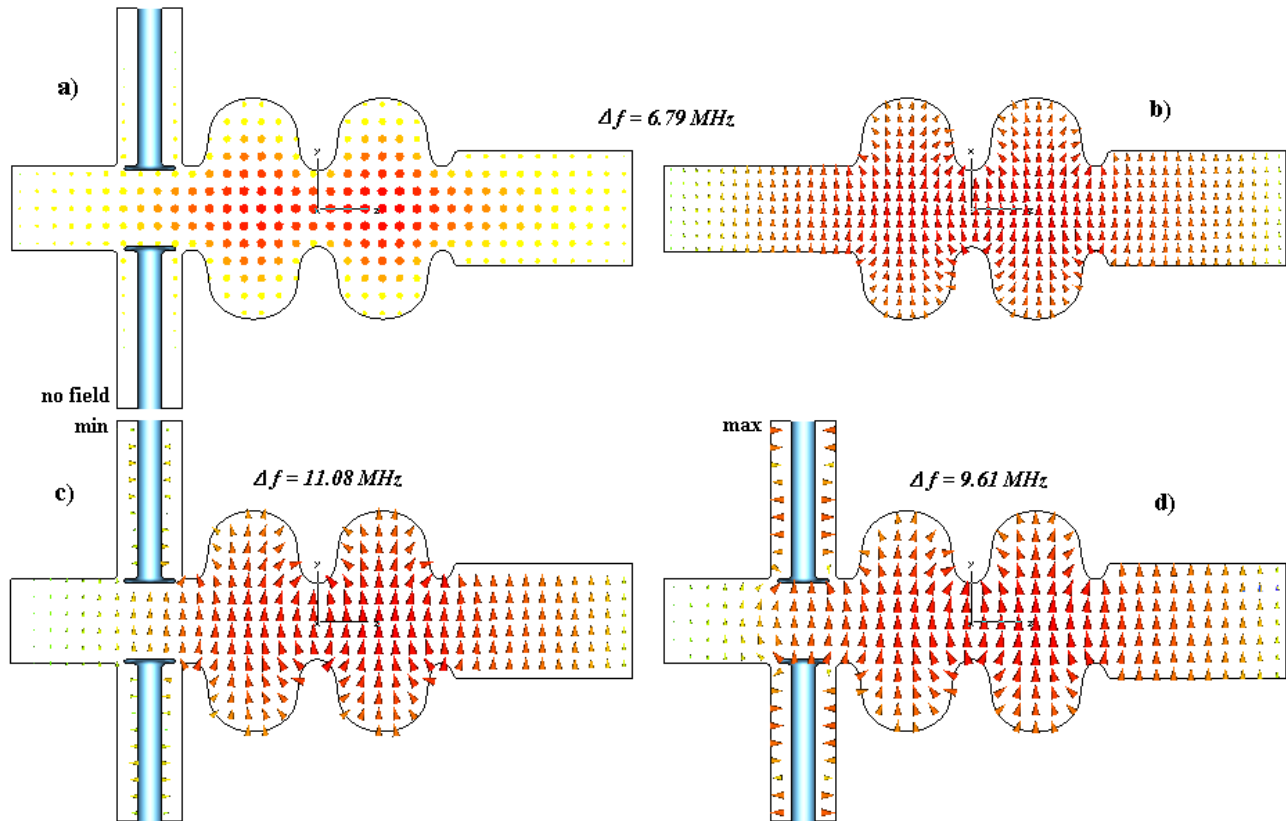 a)
Δf = 6.79 MHz
b)
y
z
x
no field
min
max
c)
Δf = 11.08 MHz
Δf = 9.61 MHz
d)
y
y